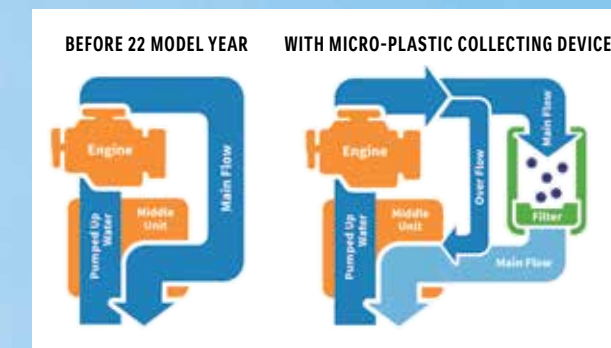 BEFORE 22 MODEL YEAR
WITH MICRO-PLASTIC COLLECTING DEVICE
Engine
Main Flow
Pumped Up
Water
Middle
Unit
Engine
Over Flow
Main Flow
Filter
Pumped Up
Water
Middle
Unit
Main Flow